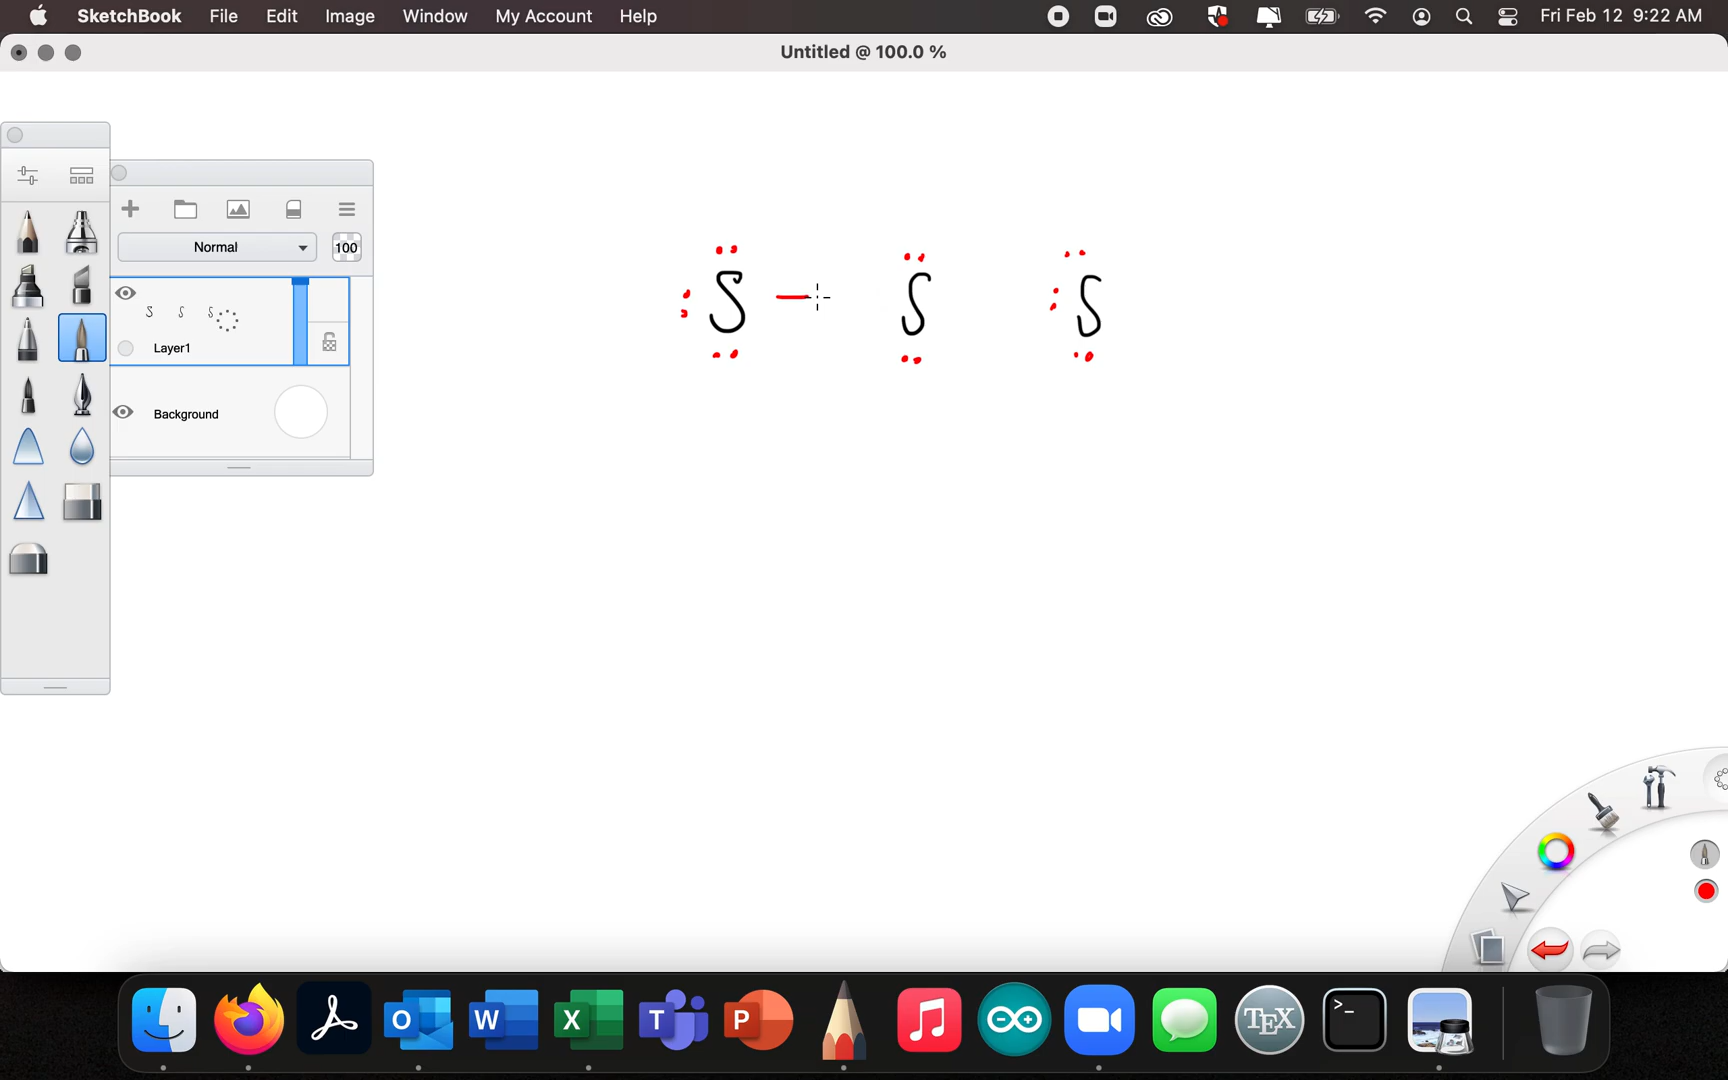 SketchBook File Edit Image Window My Account Help Fri Feb 12 9:22 AM
Untitled @ 100.0 %
Normal 100
S S S
Layer1
Background
S S S
O W X T P TEX >_